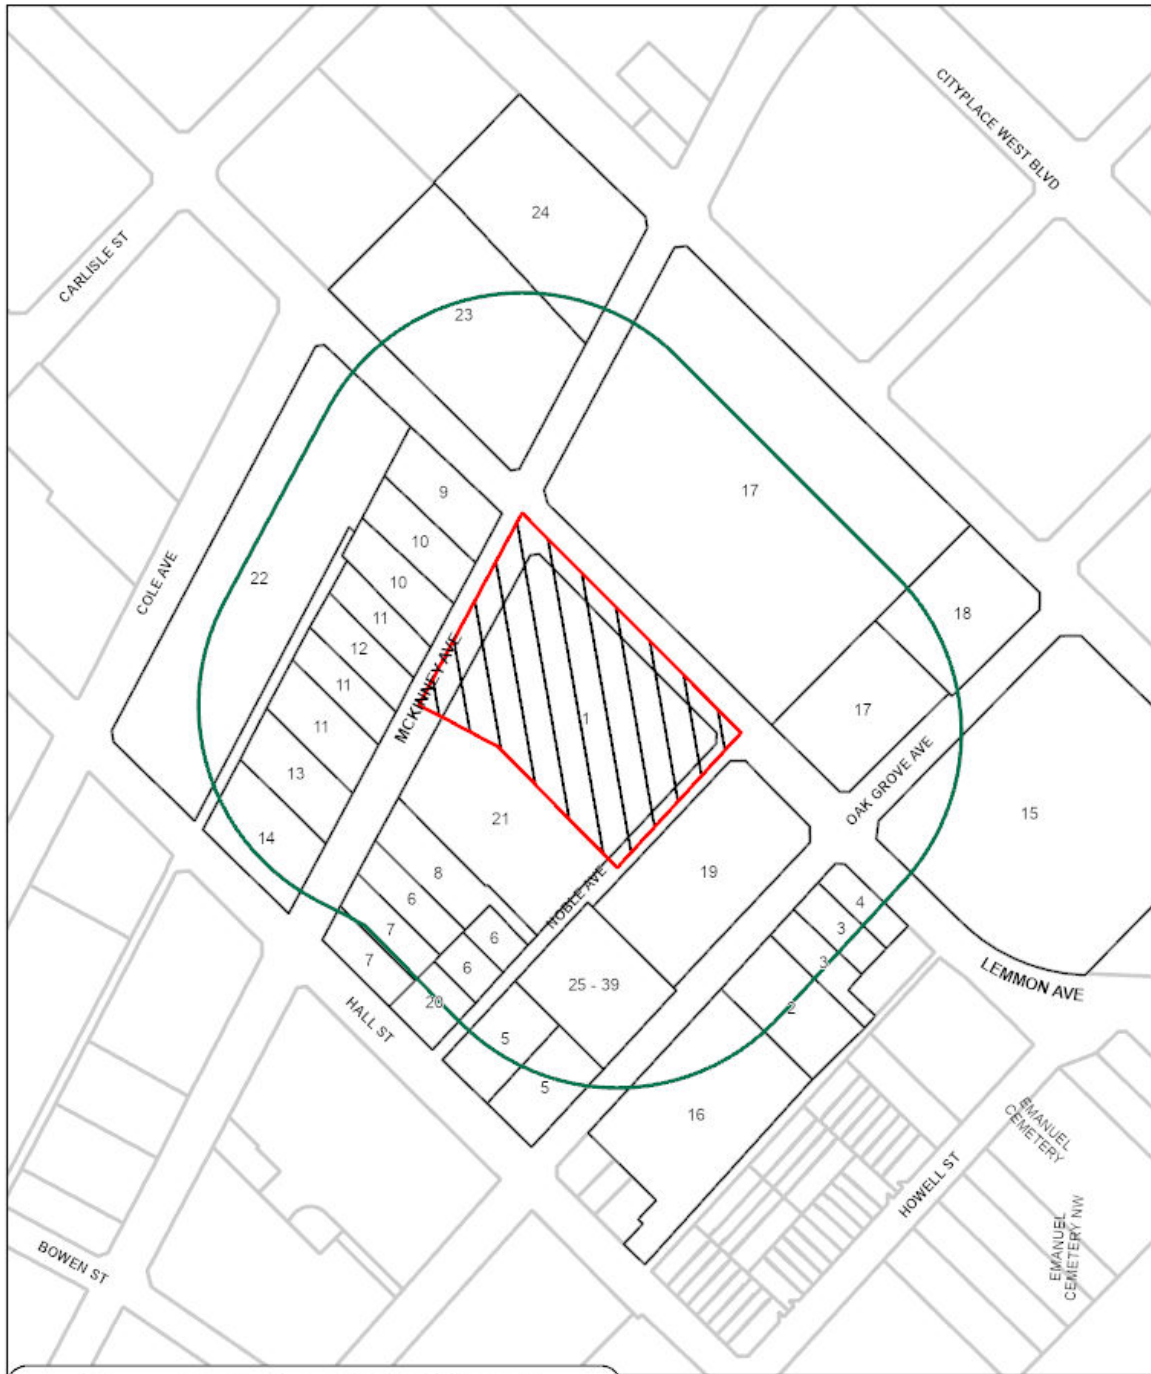 CITYPLACE WEST BLVD
24
CARLISLE ST
23
17
9
10
10
22
COLE AVE
11
18
12
11
MCKINNEY AVE
17
1
11
13
OAK GROVE AVE
15
21
14
8
19
NOBLE AVE
6
4
7
6
3
7
6
3
LEMMON AVE
25 - 39
20
2
HALL ST
5
5
16
EMANUEL
CEMETERY
HOWELL ST
EMANUEL
CEMETERY NW
BOWEN ST